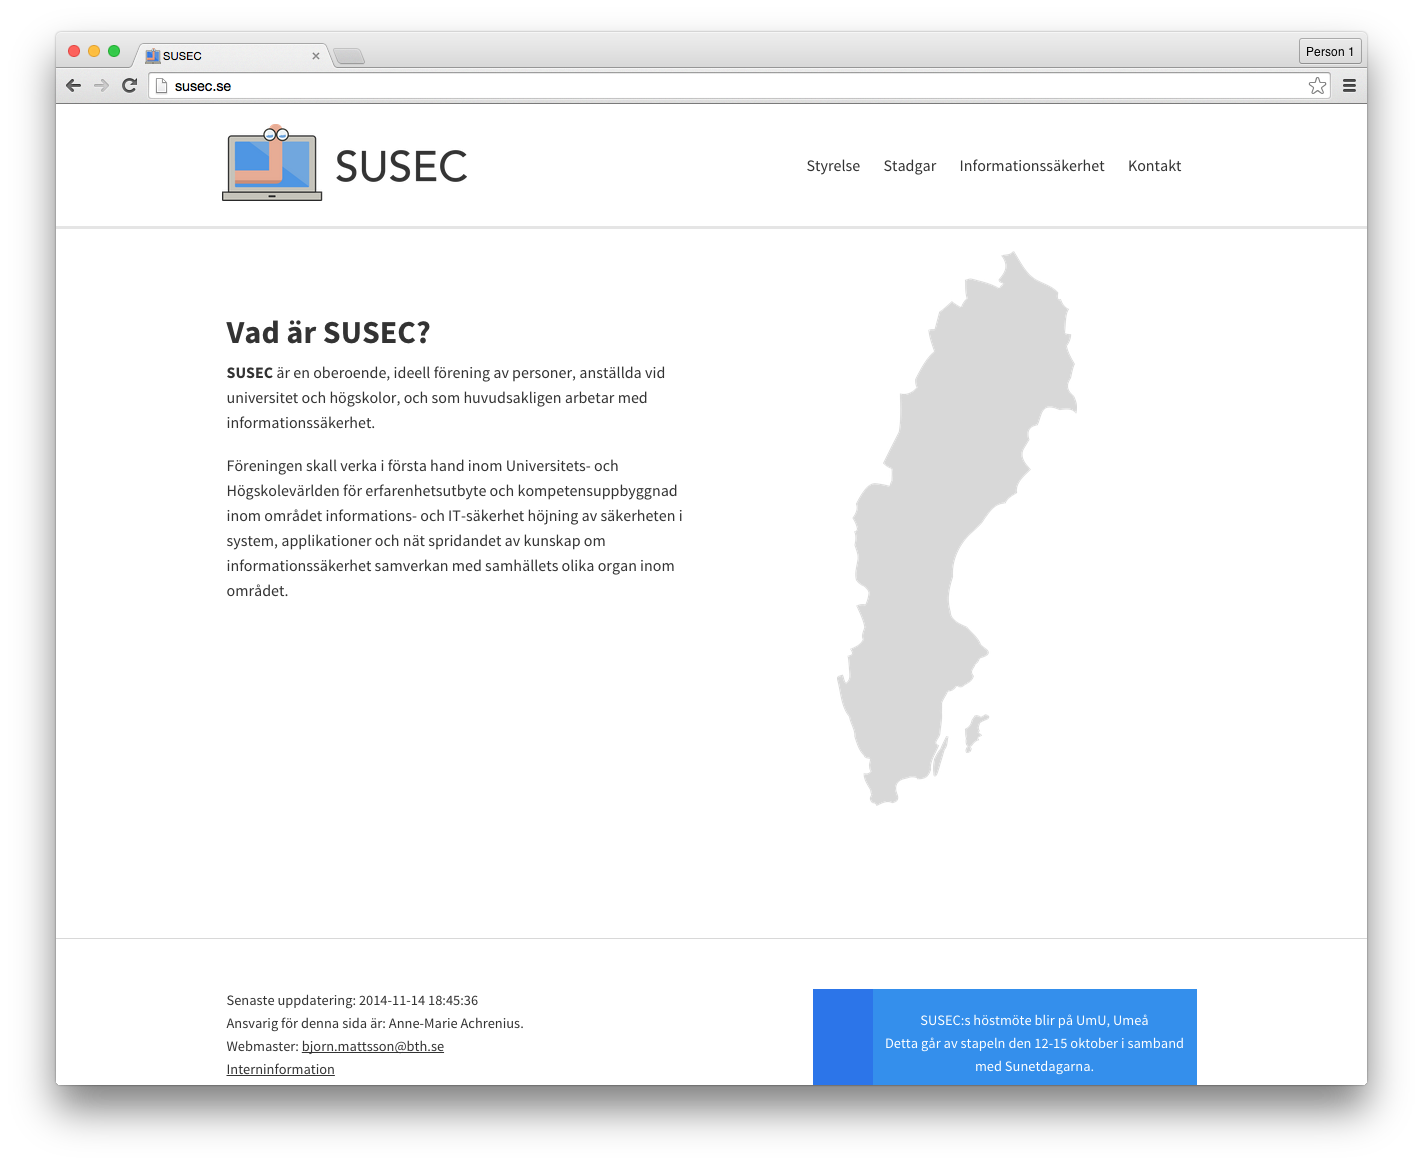 SUSEC
Person 1
susec.se
SUSEC
Styrelse Stadgar Informationssäkerhet Kontakt
Vad är SUSEC?
SUSEC är en oberoende, ideell förening av personer, anställda vid
universitet och högskolor, och som huvudsakligen arbetar med
informationssäkerhet.
Föreningen skall verka i första hand inom Universitets- och
Högskolevärlden för erfarenhetsutbyte och kompetensuppbyggnad
inom området informations- och IT-säkerhet höjning av säkerheten i
system, applikationer och nät spridandet av kunskap om
informationssäkerhet samverkan med samhällets olika organ inom
området.
Senaste uppdatering: 2014-11-14 18:45:36
Ansvarig för denna sida är: Anne-Marie Achrenius.
Webmaster: bjorn.mattsson@bth.se
Interninformation
SUSEC:s höstmöte blir på UmU, Umeå
Detta går av stapeln den 12-15 oktober i samband
med Sunetdagarna.